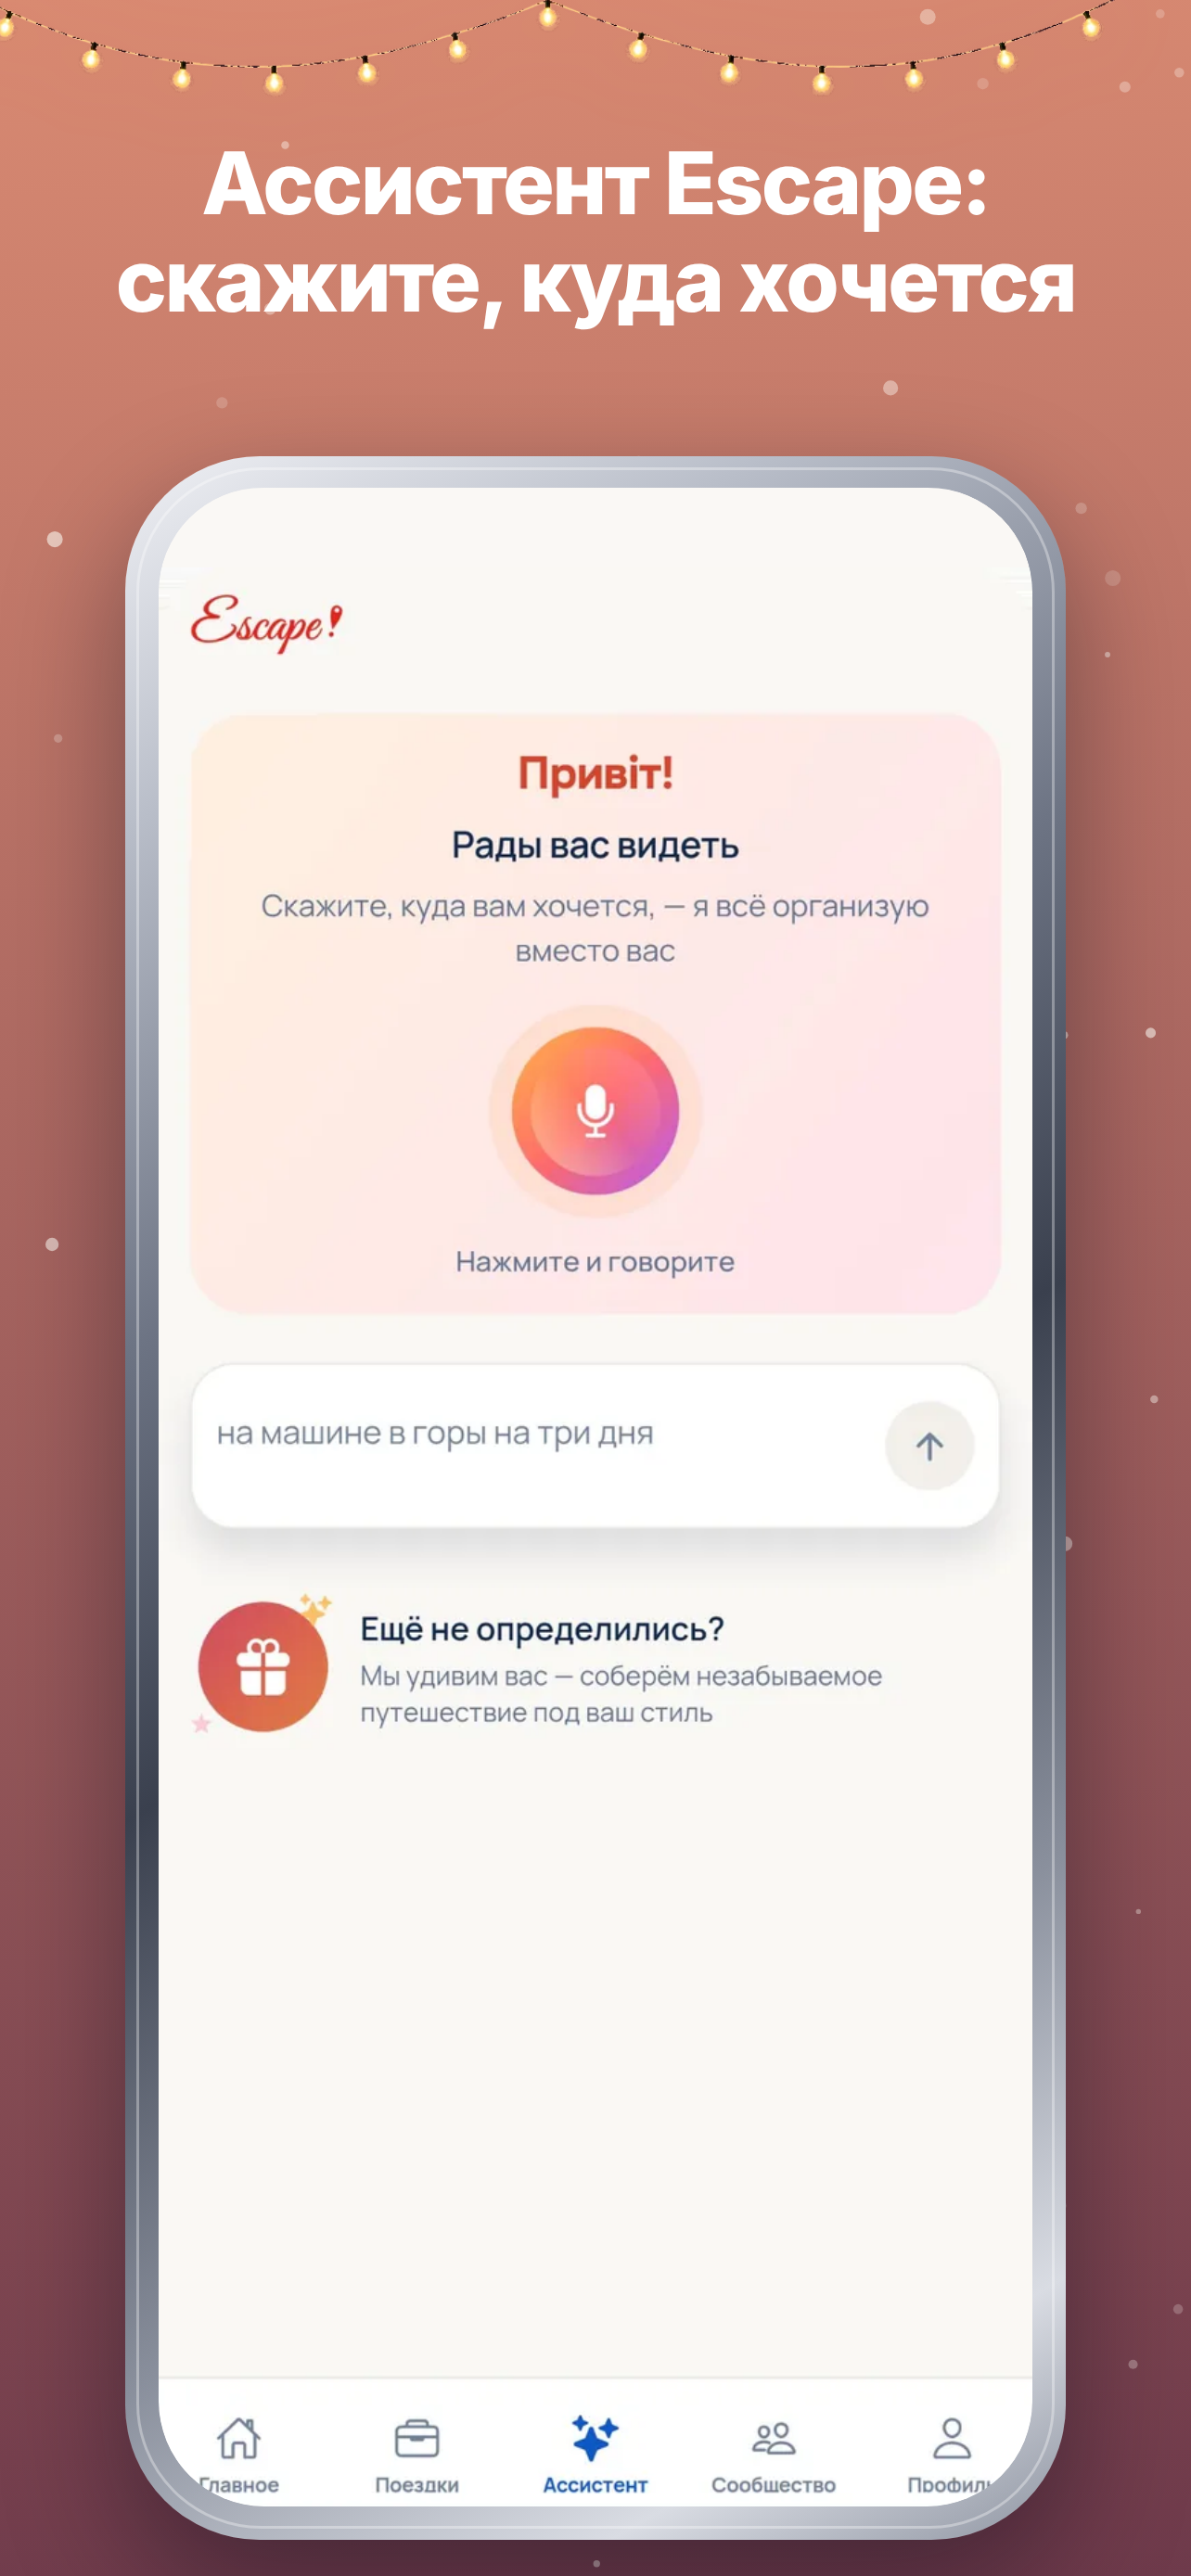 Ассистент Escape:
скажите, куда хочется
Escape!
Привіт!
Рады вас видеть
Скажите, куда вам хочется, — я всё организую
вместо вас
Нажмите и говорите
на машине в горы на три дня
Ещё не определились?
Мы удивим вас — соберём незабываемое
путешествие под ваш стиль
Главное
Поездки
Ассистент
Сообщество
Профиль